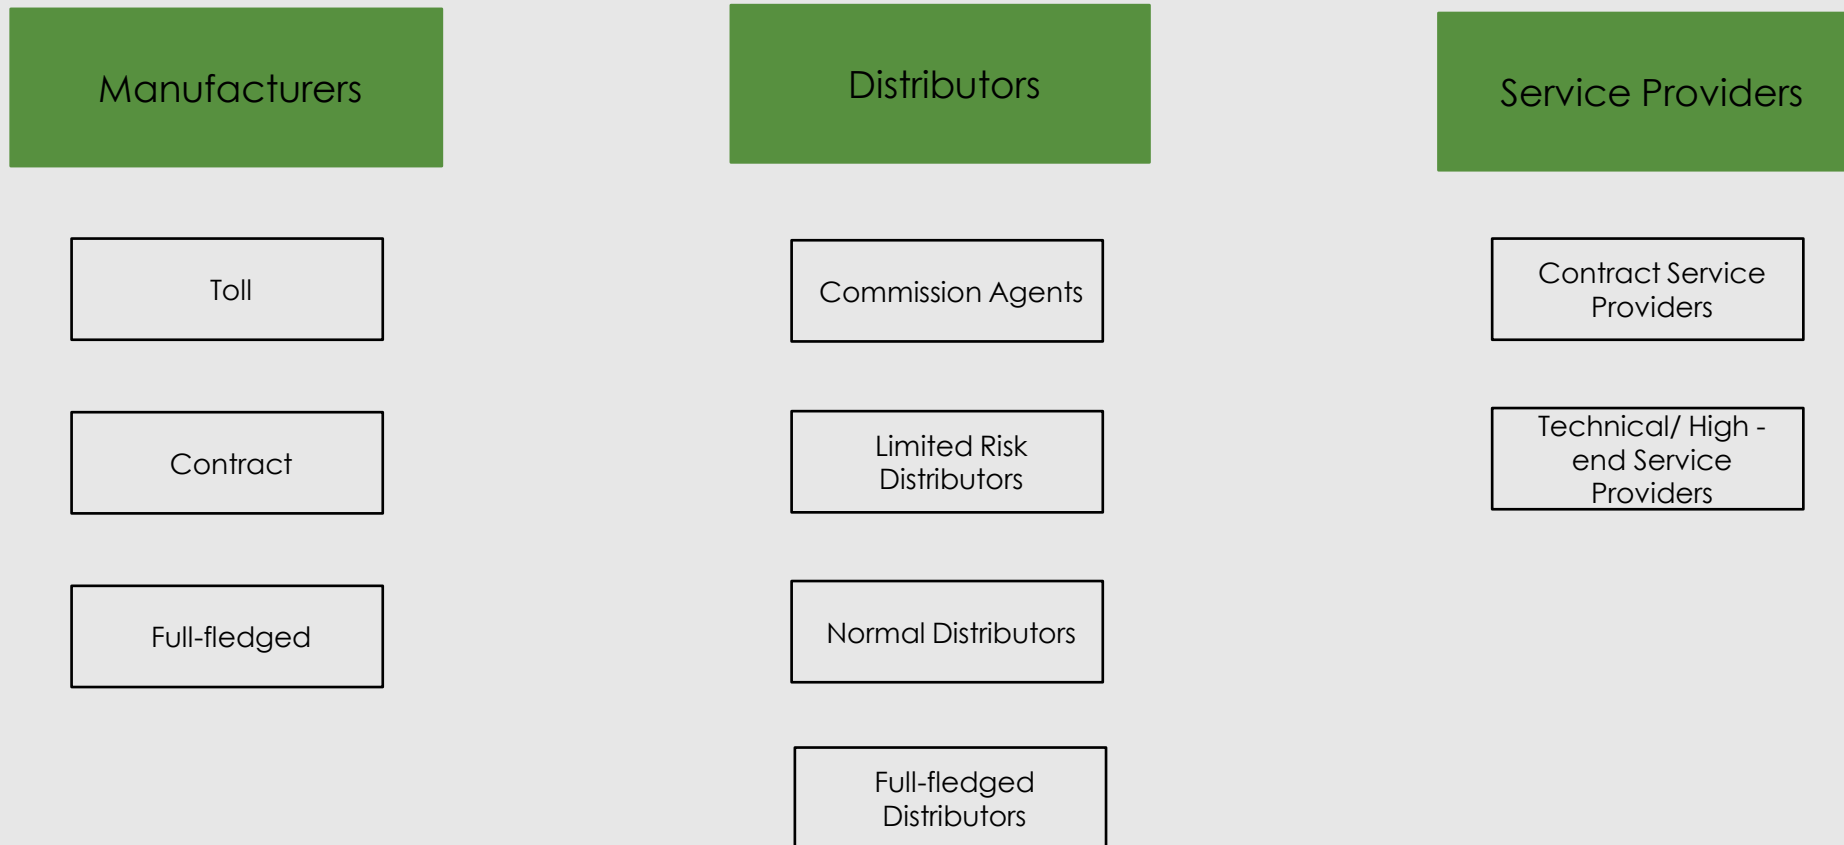 Manufacturers
Distributors
Service Providers
Toll
Commission Agents
Contract Service
Providers
Contract
Limited Risk
Distributors
Technical/ High -
end Service
Providers
Full-fledged
Normal Distributors
Full-fledged
Distributors